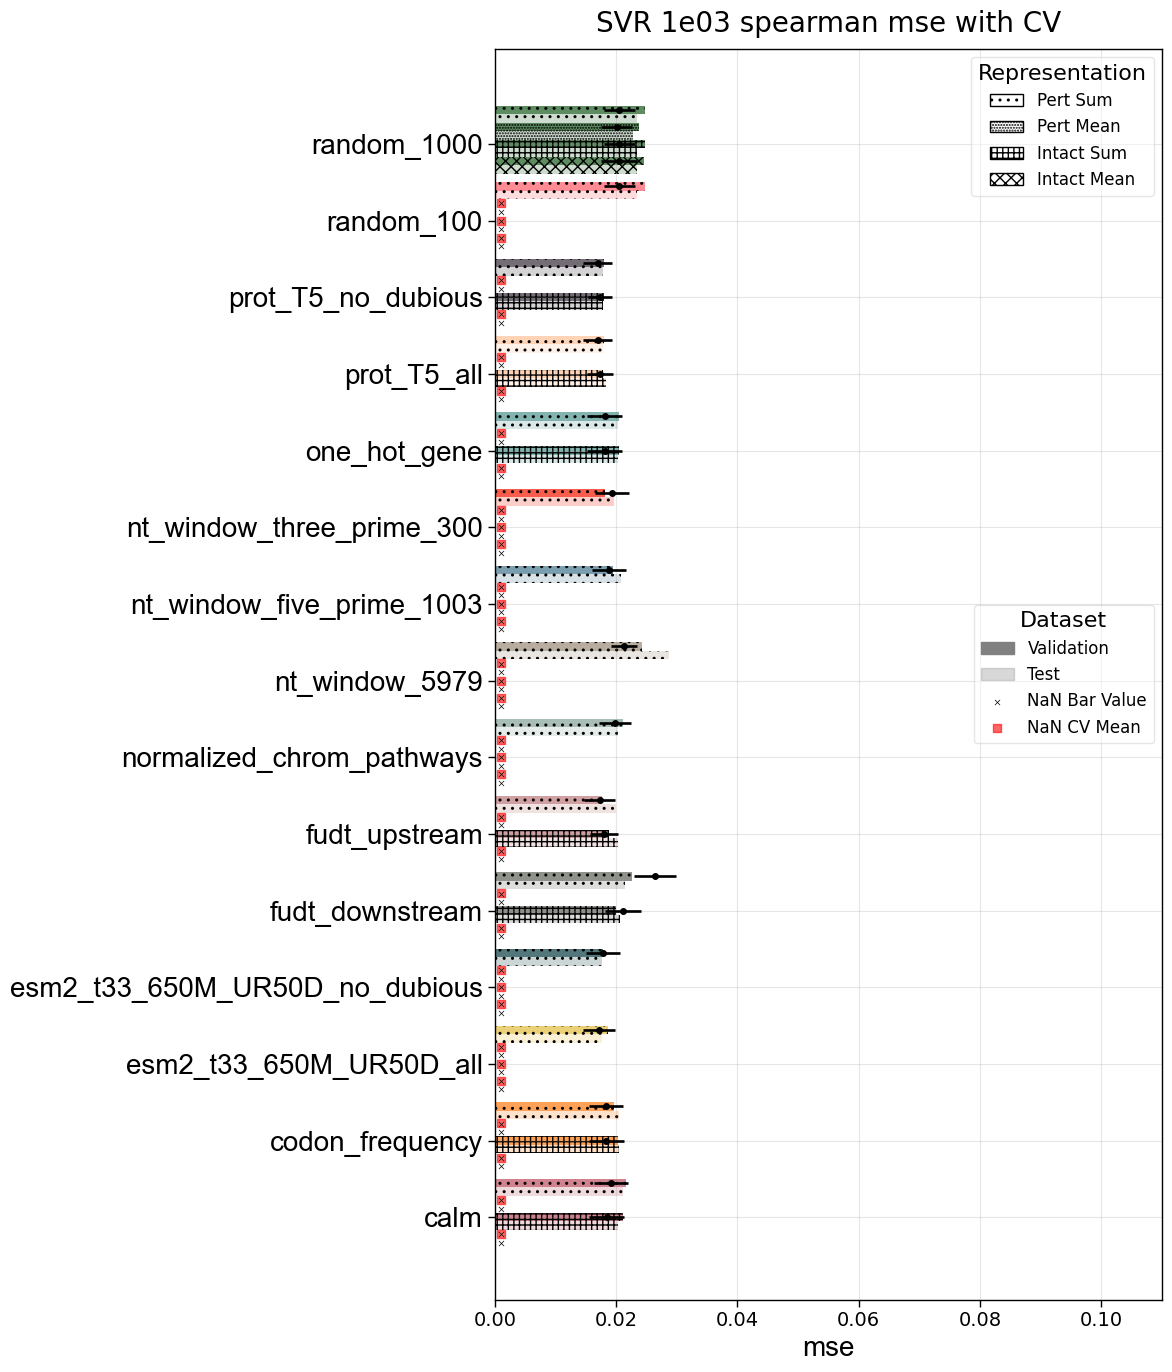 SVR 1e03 spearman mse with CV
Representation
Pert Sum
Pert Mean
Intact Sum
Intact Mean
random_1000
random_100
prot_T5_no_dubious
prot_T5_all
one_hot_gene
nt_window_three_prime_300
nt_window_five_prime_1003
nt_window_5979
normalized_chrom_pathways
fudt_upstream
fudt_downstream
esm2_t33_650M_UR50D_no_dubious
esm2_t33_650M_UR50D_all
codon_frequency
calm
Dataset
Validation
Test
NaN Bar Value
NaN CV Mean
0.00 0.02 0.04 0.06 0.08 0.10
mse